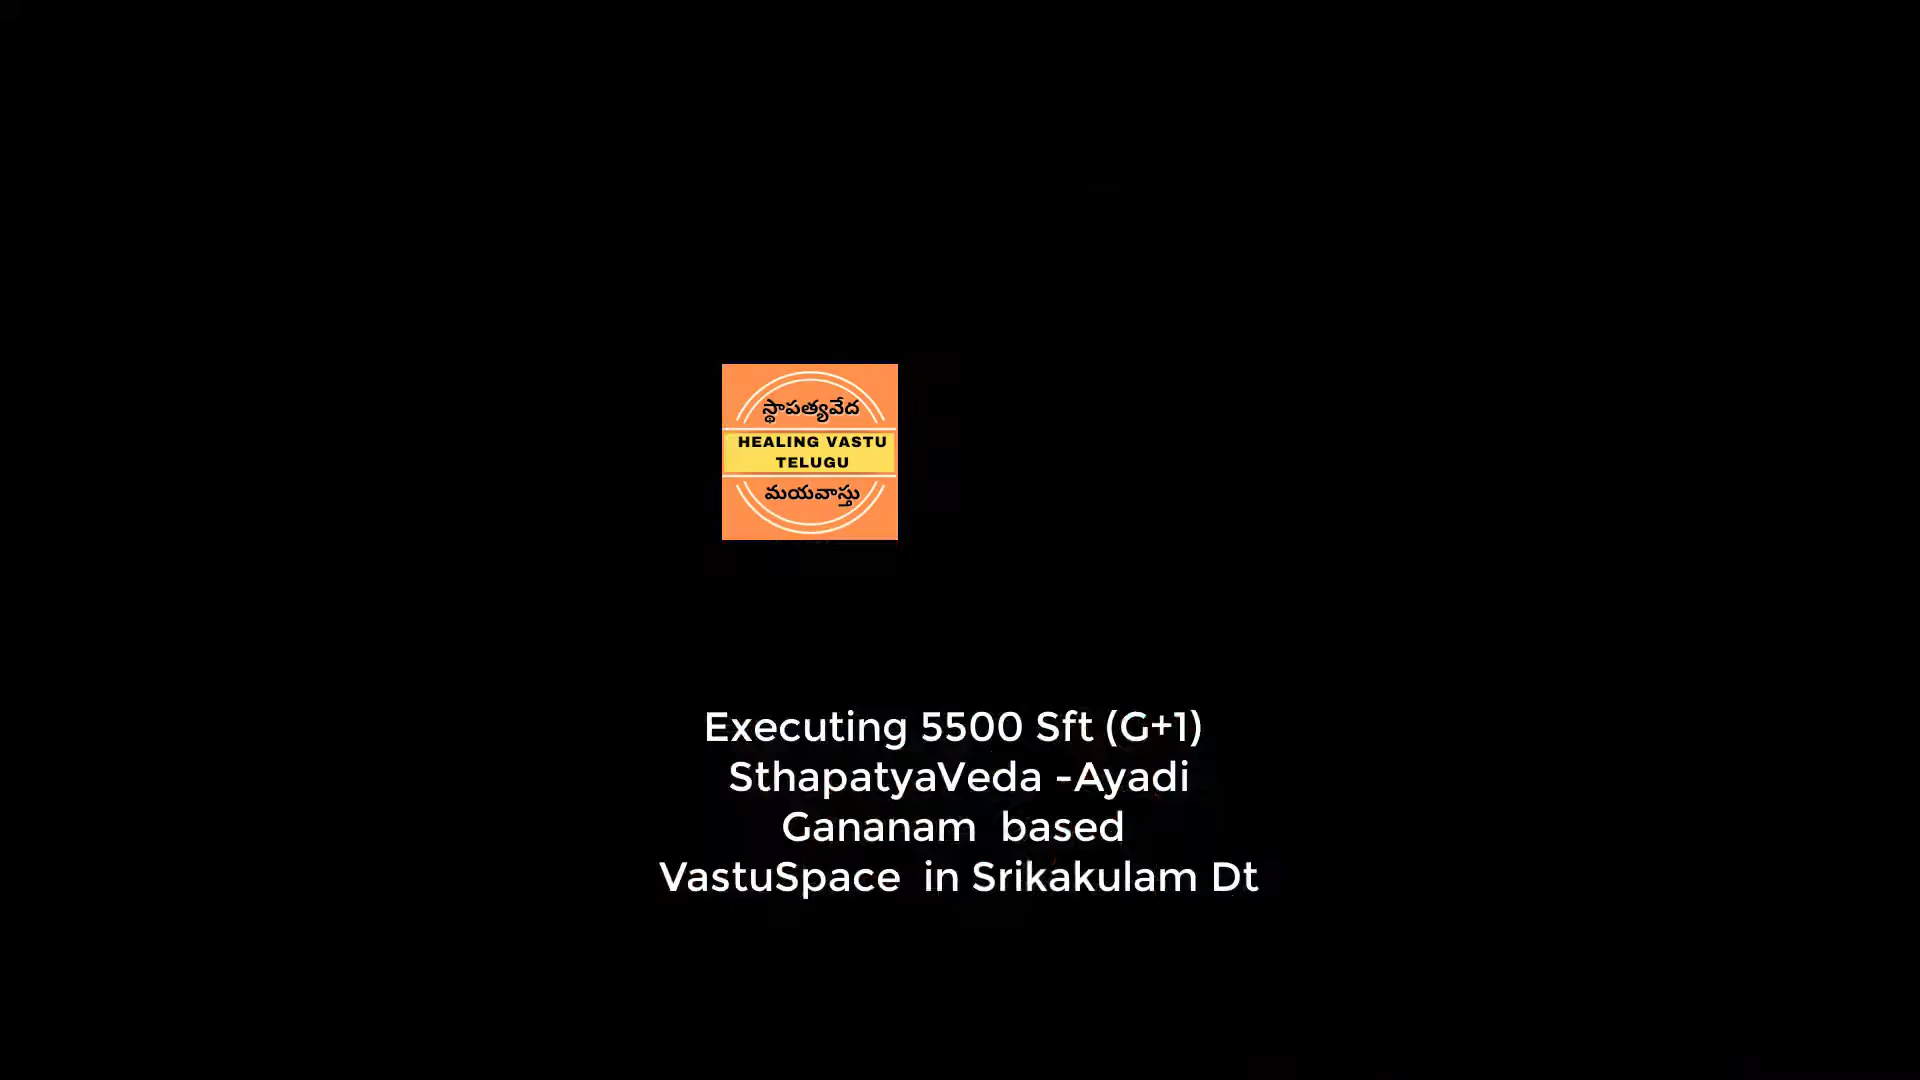 స్థాపత్యవేద
HEALING VASTU
TELUGU
మయవాస్తు
Executing 5500 Sft (G+1)
SthapatyaVeda -Ayadi
Gananam based
VastuSpace in Srikakulam Dt